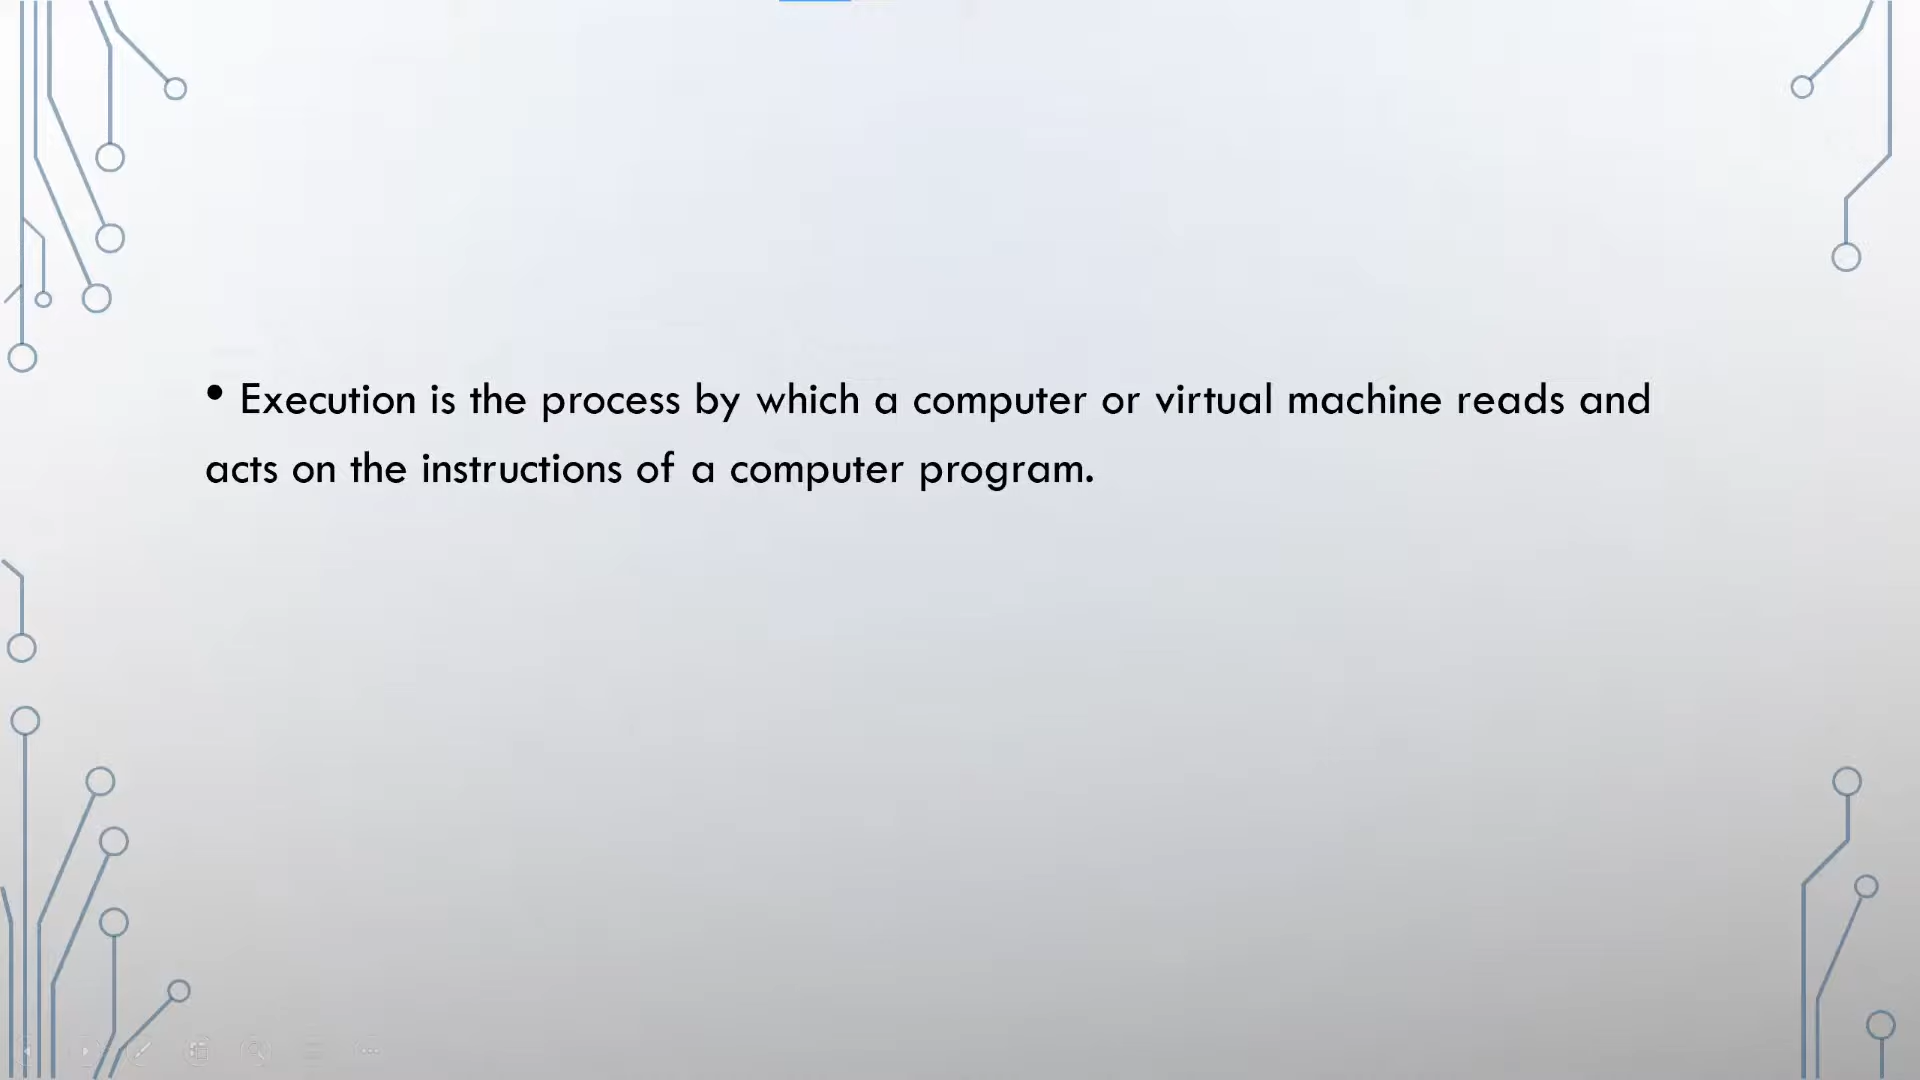 • Execution is the process by which a computer or virtual machine reads and
acts on the instructions of a computer program.